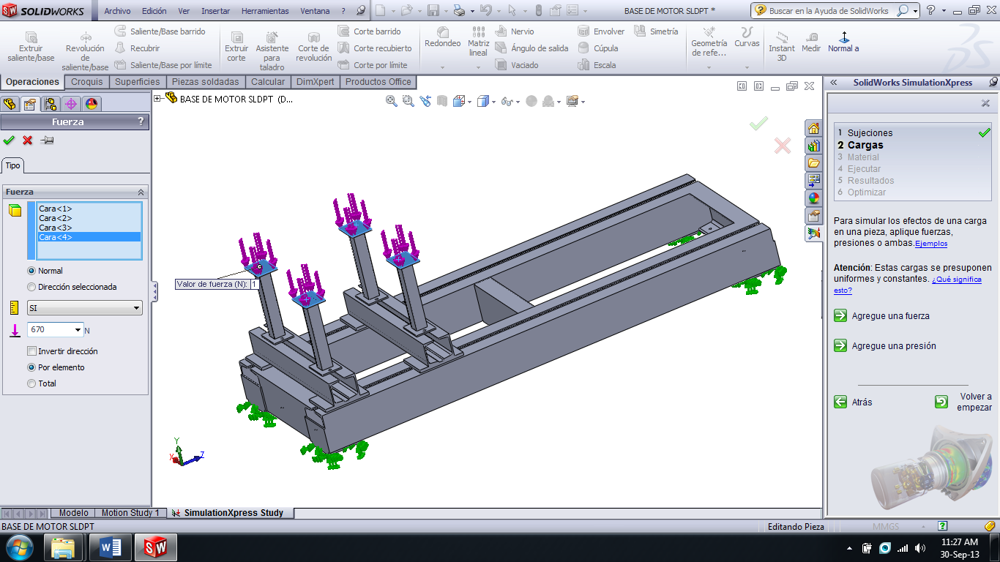 SOLIDWORKS
Archivo Edición Ver Insertar Herramientas Ventana ?
BASE DE MOTOR SLDPT *
Buscar en la Ayuda de SolidWorks
Extruir saliente/base
Revolución de saliente/base
Saliente/Base barrido
Recubrir
Saliente/Base por límite
Extruir corte
Asistente para taladro
Corte de revolución
Corte barrido
Corte recubierto
Corte por límite
Redondeo
Matriz lineal
Nervio
Ángulo de salida
Vaciado
Envolver
Cúpula
Escala
Simetría
Geometría de refe...
Curvas
Instant 3D
Medir
Normal a
Operaciones Croquis Superficies Piezas soldadas Calcular DimXpert Productos Office
Fuerza ?
Tipo
Fuerza
Cara<1>
Cara<2>
Cara<3>
Cara<4>
Normal
Dirección seleccionada
SI
670 N
Invertir dirección
Por elemento
Total
BASE DE MOTOR SLDPT (D...
Valor de fuerza (N): 1
Y
X
Z
SolidWorks SimulationXpress
1 Sujeciones
2 Cargas
3 Material
4 Ejecutar
5 Resultados
6 Optimizar
Para simular los efectos de una carga
en una pieza, aplique fuerzas,
presiones o ambas.Ejemplos
Atención: Estas cargas se presuponen
uniformes y constantes. ¿Qué significa
esto?
Agregue una fuerza
Agregue una presión
Atrás
Volver a
empezar
Modelo Motion Study 1 SimulationXpress Study
BASE DE MOTOR SLDPT
Editando Pieza
MMGS
11:27 AM
30-Sep-13